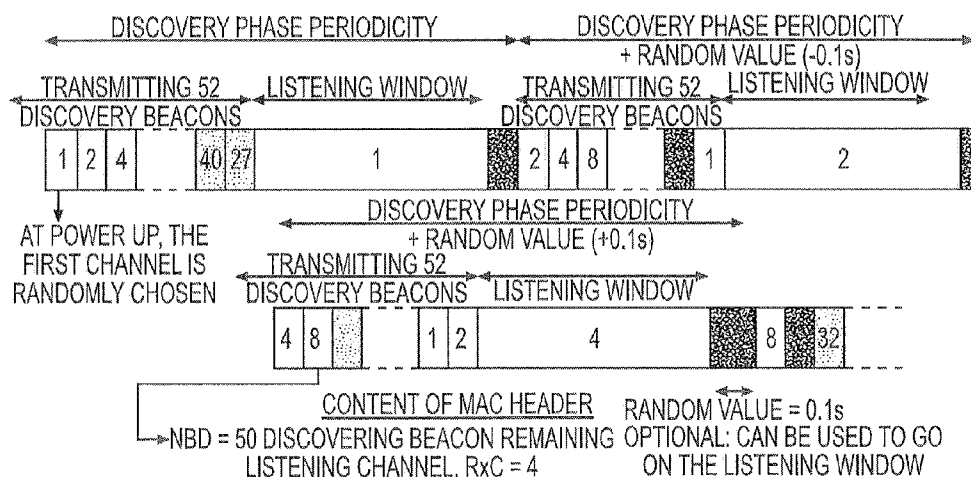 DISCOVERY PHASE PERIODICITY
DISCOVERY PHASE PERIODICITY
+ RANDOM VALUE (-0.1s)
TRANSMITTING 52
DISCOVERY BEACONS
LISTENING WINDOW
TRANSMITTING 52
DISCOVERY BEACONS
LISTENING WINDOW
1 2 4 40 27 1 2 4 8 1 2
AT POWER UP, THE
FIRST CHANNEL IS
RANDOMLY CHOSEN
DISCOVERY PHASE PERIODICITY
+ RANDOM VALUE (+0.1s)
TRANSMITTING 52
DISCOVERY BEACONS
LISTENING WINDOW
4 8 1 2 4 8 32
CONTENT OF MAC HEADER
NBD = 50 DISCOVERING BEACON REMAINING
LISTENING CHANNEL, RxC = 4
RANDOM VALUE = 0.1s
OPTIONAL: CAN BE USED TO GO
ON THE LISTENING WINDOW